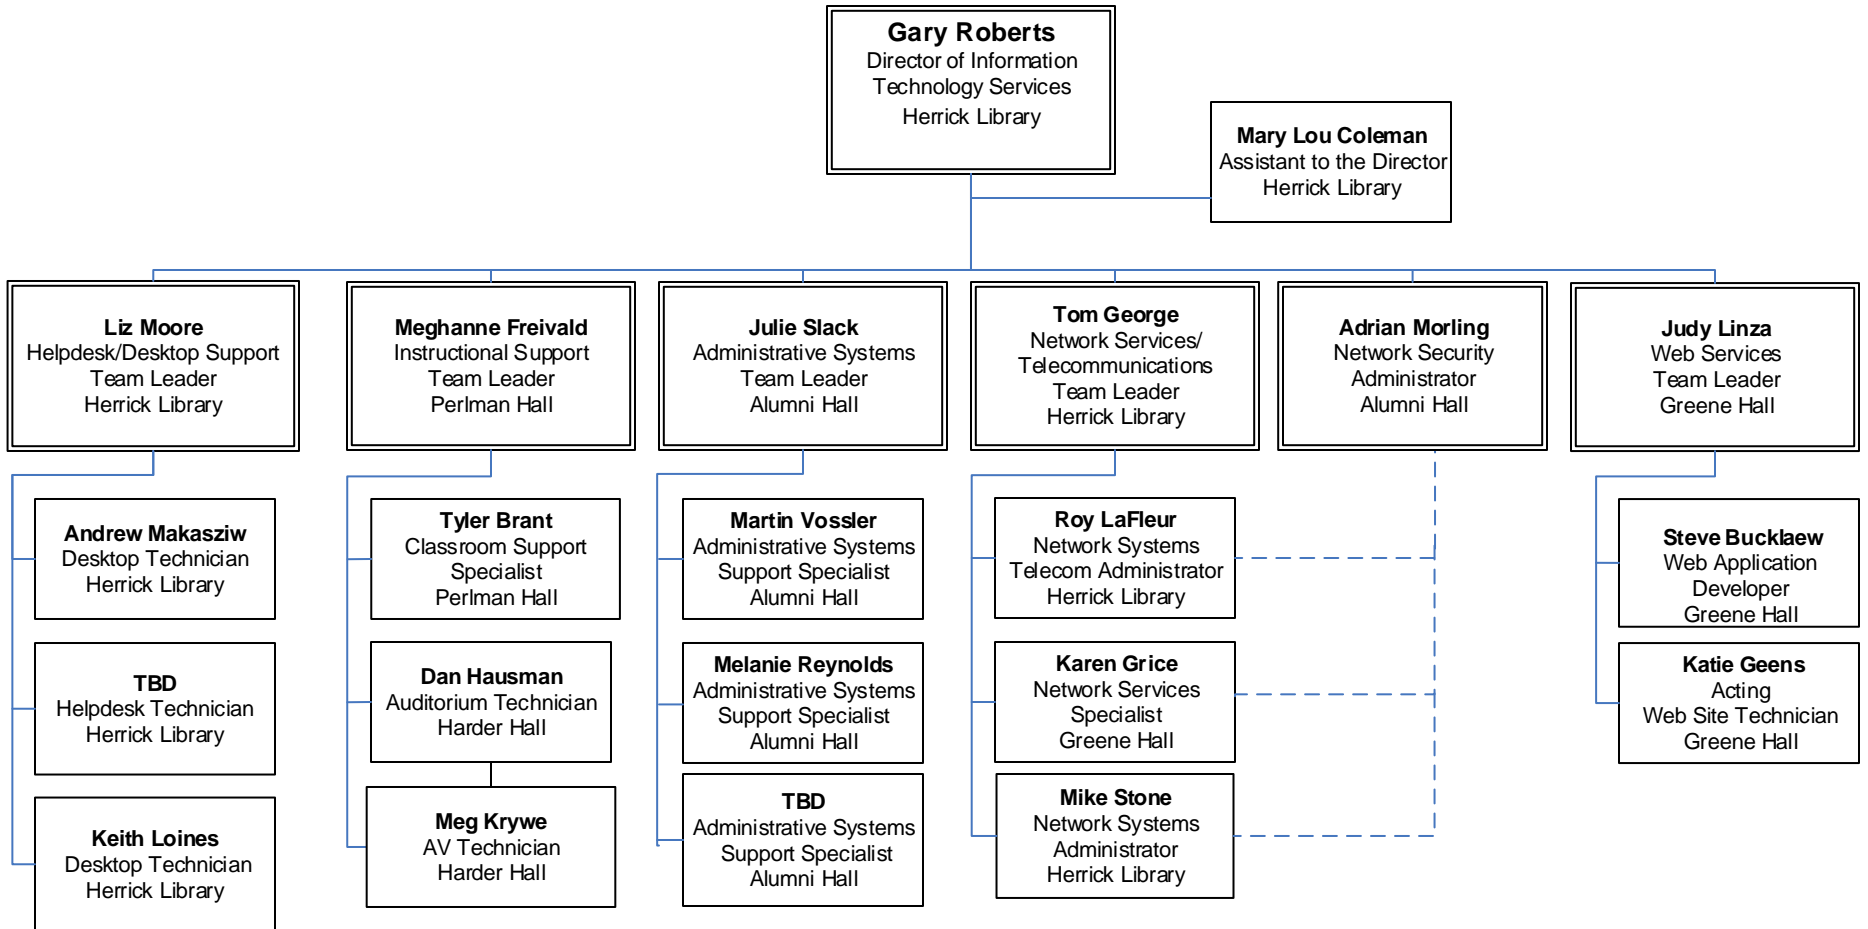 Gary Roberts
Director of Information
Technology Services
Herrick Library
Mary Lou Coleman
Assistant to the Director
Herrick Library
Liz Moore
Helpdesk/Desktop Support
Team Leader
Herrick Library
Meghanne Freivald
Instructional Support
Team Leader
Perlman Hall
Julie Slack
Administrative Systems
Team Leader
Alumni Hall
Tom George
Network Services/
Telecommunications
Team Leader
Herrick Library
Adrian Morling
Network Security
Administrator
Alumni Hall
Judy Linza
Web Services
Team Leader
Greene Hall
Andrew Makasziw
Desktop Technician
Herrick Library
TBD
Helpdesk Technician
Herrick Library
Keith Loines
Desktop Technician
Herrick Library
Tyler Brant
Classroom Support
Specialist
Perlman Hall
Dan Hausman
Auditorium Technician
Harder Hall
Meg Krywe
AV Technician
Harder Hall
Martin Vossler
Administrative Systems
Support Specialist
Alumni Hall
Melanie Reynolds
Administrative Systems
Support Specialist
Alumni Hall
TBD
Administrative Systems
Support Specialist
Alumni Hall
Roy LaFleur
Network Systems
Telecom Administrator
Herrick Library
Karen Grice
Network Services
Specialist
Greene Hall
Mike Stone
Network Systems
Administrator
Herrick Library
Steve Bucklaew
Web Application
Developer
Greene Hall
Katie Geens
Acting
Web Site Technician
Greene Hall